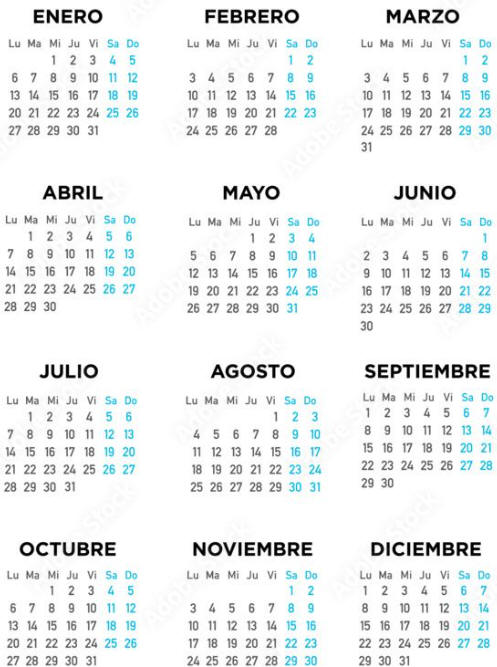 ENERO
Lu Ma Mi Ju Vi Sa Do
1 2 3 4 5
6 7 8 9 10 11 12
13 14 15 16 17 18 19
20 21 22 23 24 25 26
27 28 29 30 31
FEBRERO
Lu Ma Mi Ju Vi Sa Do
1 2
3 4 5 6 7 8 9
10 11 12 13 14 15 16
17 18 19 20 21 22 23
24 25 26 27 28
MARZO
Lu Ma Mi Ju Vi Sa Do
1 2
3 4 5 6 7 8 9
10 11 12 13 14 15 16
17 18 19 20 21 22 23
24 25 26 27 28 29 30
31
ABRIL
Lu Ma Mi Ju Vi Sa Do
1 2 3 4 5 6
7 8 9 10 11 12 13
14 15 16 17 18 19 20
21 22 23 24 25 26 27
28 29 30
MAYO
Lu Ma Mi Ju Vi Sa Do
1 2 3 4
5 6 7 8 9 10 11
12 13 14 15 16 17 18
19 20 21 22 23 24 25
26 27 28 29 30 31
JUNIO
Lu Ma Mi Ju Vi Sa Do
1
2 3 4 5 6 7 8
9 10 11 12 13 14 15
16 17 18 19 20 21 22
23 24 25 26 27 28 29
30
JULIO
Lu Ma Mi Ju Vi Sa Do
1 2 3 4 5 6
7 8 9 10 11 12 13
14 15 16 17 18 19 20
21 22 23 24 25 26 27
28 29 30 31
AGOSTO
Lu Ma Mi Ju Vi Sa Do
1 2 3
4 5 6 7 8 9 10
11 12 13 14 15 16 17
18 19 20 21 22 23 24
25 26 27 28 29 30 31
SEPTIEMBRE
Lu Ma Mi Ju Vi Sa Do
1 2 3 4 5 6 7
8 9 10 11 12 13 14
15 16 17 18 19 20 21
22 23 24 25 26 27 28
29 30
OCTUBRE
Lu Ma Mi Ju Vi Sa Do
1 2 3 4 5
6 7 8 9 10 11 12
13 14 15 16 17 18 19
20 21 22 23 24 25 26
27 28 29 30 31
NOVIEMBRE
Lu Ma Mi Ju Vi Sa Do
1 2
3 4 5 6 7 8 9
10 11 12 13 14 15 16
17 18 19 20 21 22 23
24 25 26 27 28 29 30
DICIEMBRE
Lu Ma Mi Ju Vi Sa Do
1 2 3 4 5 6 7
8 9 10 11 12 13 14
15 16 17 18 19 20 21
22 23 24 25 26 27 28
29 30 31